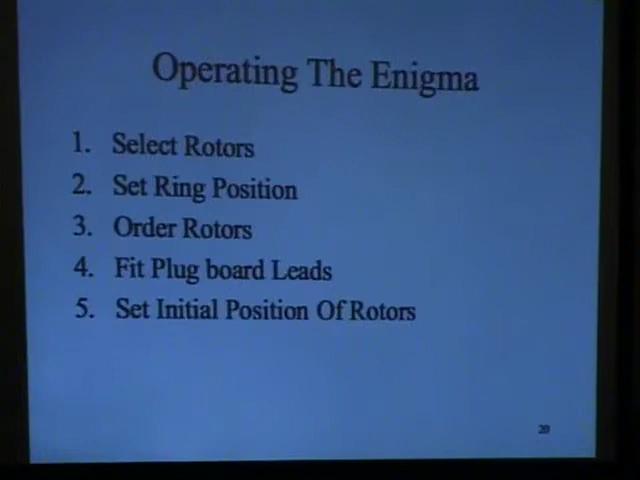 Operating The Enigma
1. Select Rotors
2. Set Ring Position
3. Order Rotors
4. Fit Plug board Leads
5. Set Initial Position Of Rotors
20